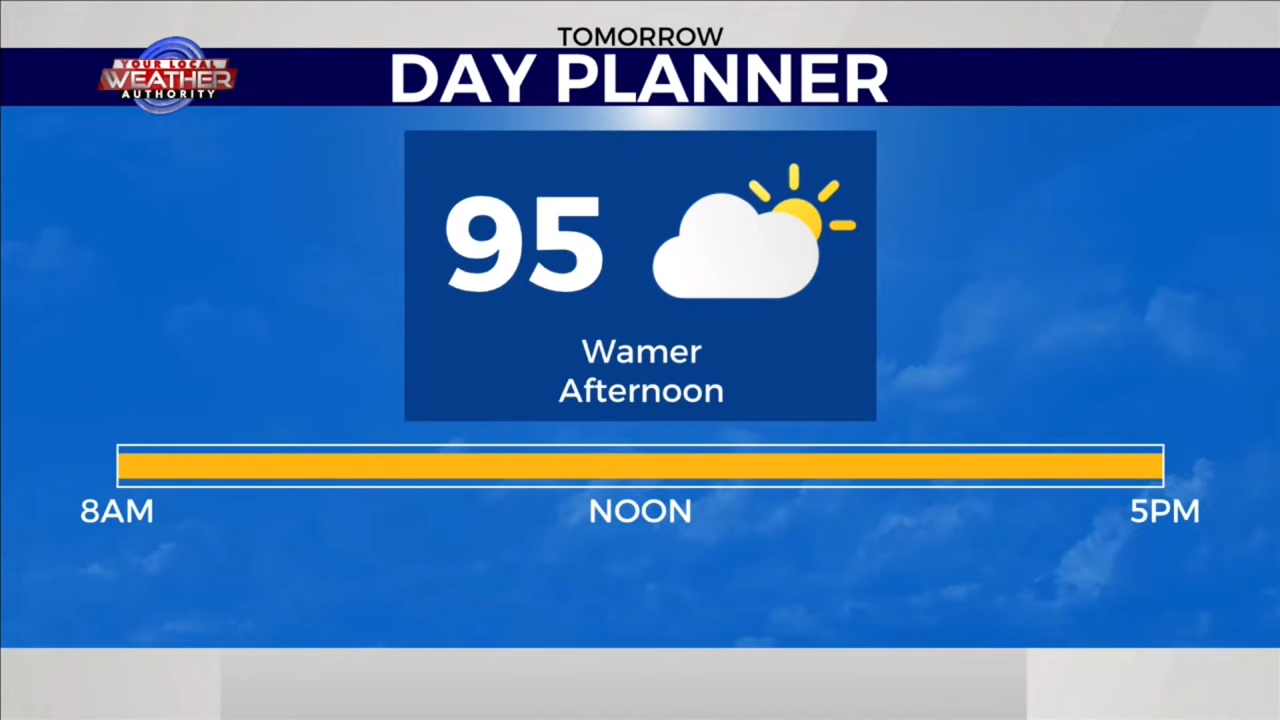 TOMORROW
YOUR LOCAL
WEATHER
AUTHORITY
DAY PLANNER
95
Wamer
Afternoon
8AM NOON 5PM